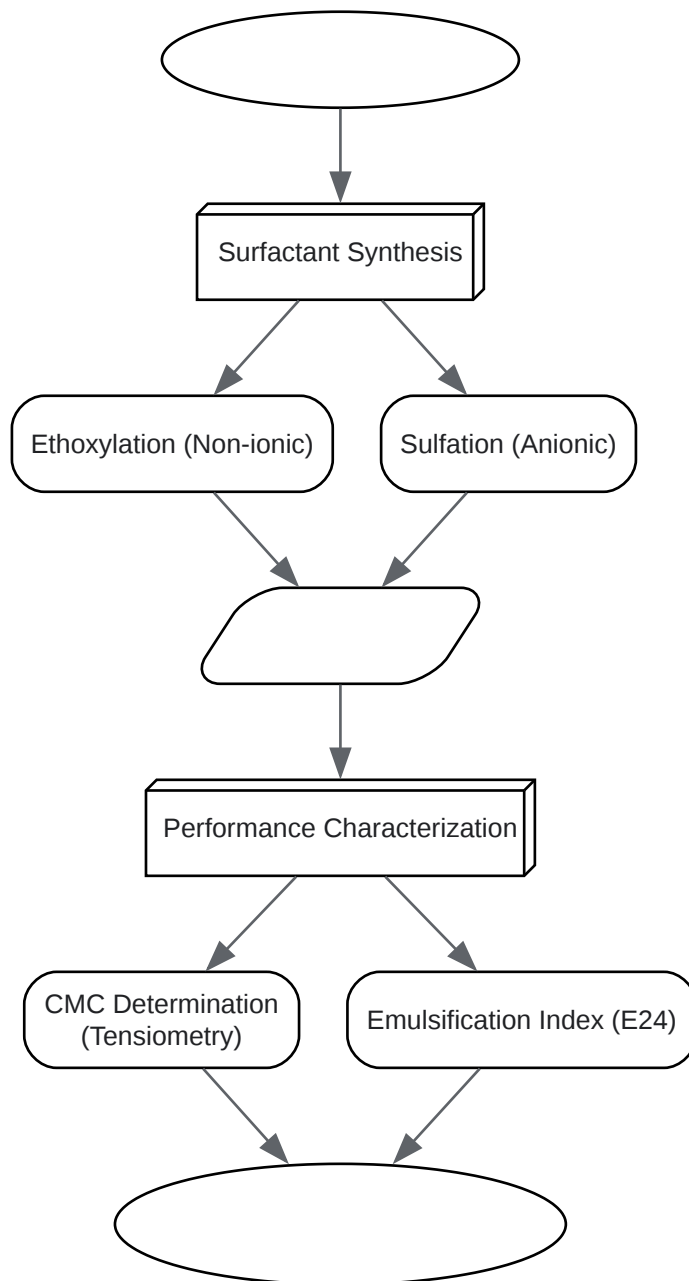 Surfactant Synthesis
Ethoxylation (Non-ionic)
Sulfation (Anionic)
Performance Characterization
CMC Determination
(Tensiometry)
Emulsification Index (E24)